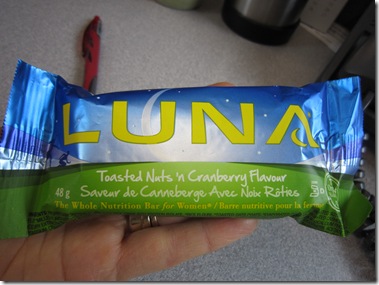 LUNA
Toasted Nuts 'n Cranberry Flavour
48 g
Saveur de Canneberge Avec Noix Rôties
The Whole Nutrition Bar for Women / Barre nutritive pour la femme